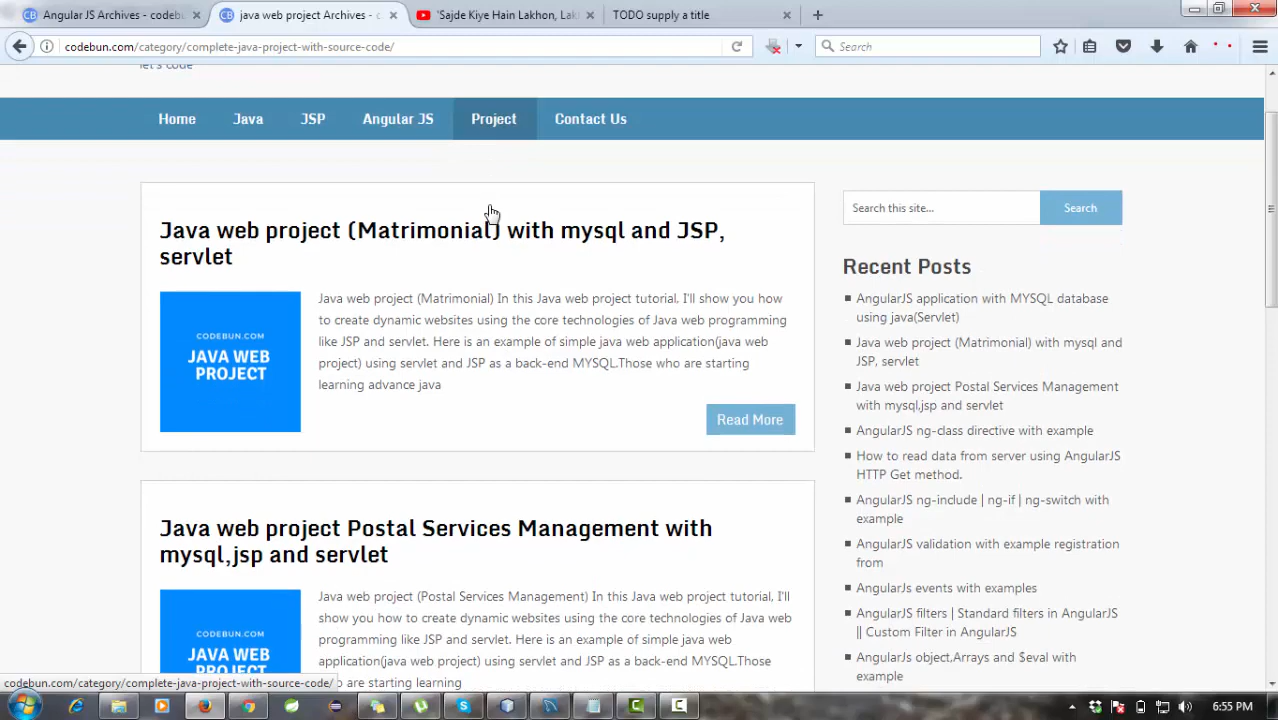 Angular JS Archives - codebu
java web project Archives - c
'Sajde Kiye Hain Lakhon, Lak
TODO supply a title
codebun.com/category/complete-java-project-with-source-code/
Search
let's code
Home
Java
JSP
Angular JS
Project
Contact Us
Java web project (Matrimonial) with mysql and JSP,
servlet
CODEBUN.COM
JAVA WEB
PROJECT
Java web project (Matrimonial) In this Java web project tutorial, I'll show you how
to create dynamic websites using the core technologies of Java web programming
like JSP and servlet. Here is an example of simple java web application(java web
project) using servlet and JSP as a back-end MYSQL.Those who are starting
learning advance java
Read More
Java web project Postal Services Management with
mysql,jsp and servlet
CODEBUN.COM
JAVA WEB
PROJECT
Java web project (Postal Services Management) In this Java web project tutorial, I'll
show you how to create dynamic websites using the core technologies of Java web
programming like JSP and servlet. Here is an example of simple java web
application(java web project) using servlet and JSP as a back-end MYSQL.Those
who are starting learning
Search this site...
Search
Recent Posts
AngularJS application with MYSQL database
using java(Servlet)
Java web project (Matrimonial) with mysql and
JSP, servlet
Java web project Postal Services Management
with mysql,jsp and servlet
AngularJS ng-class directive with example
How to read data from server using AngularJS
HTTP Get method.
AngularJS ng-include | ng-if | ng-switch with
example
AngularJS validation with example registration
from
AngularJs events with examples
AngularJS filters | Standard filters in AngularJS
|| Custom Filter in AngularJS
AngularJs object,Arrays and $eval with
example
codebun.com/category/complete-java-project-with-source-code/
6:55 PM